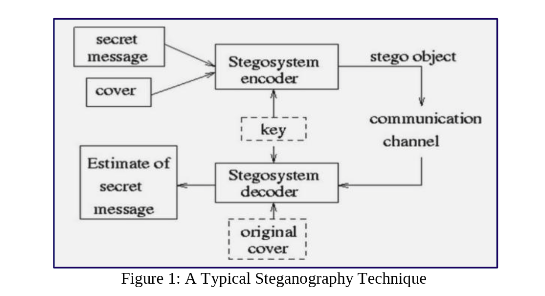 secret
message
cover
Stegosystem
encoder
stego object
key
communication
channel
Estimate of
secret
message
Stegosystem
decoder
original
cover
Figure 1: A Typical Steganography Technique